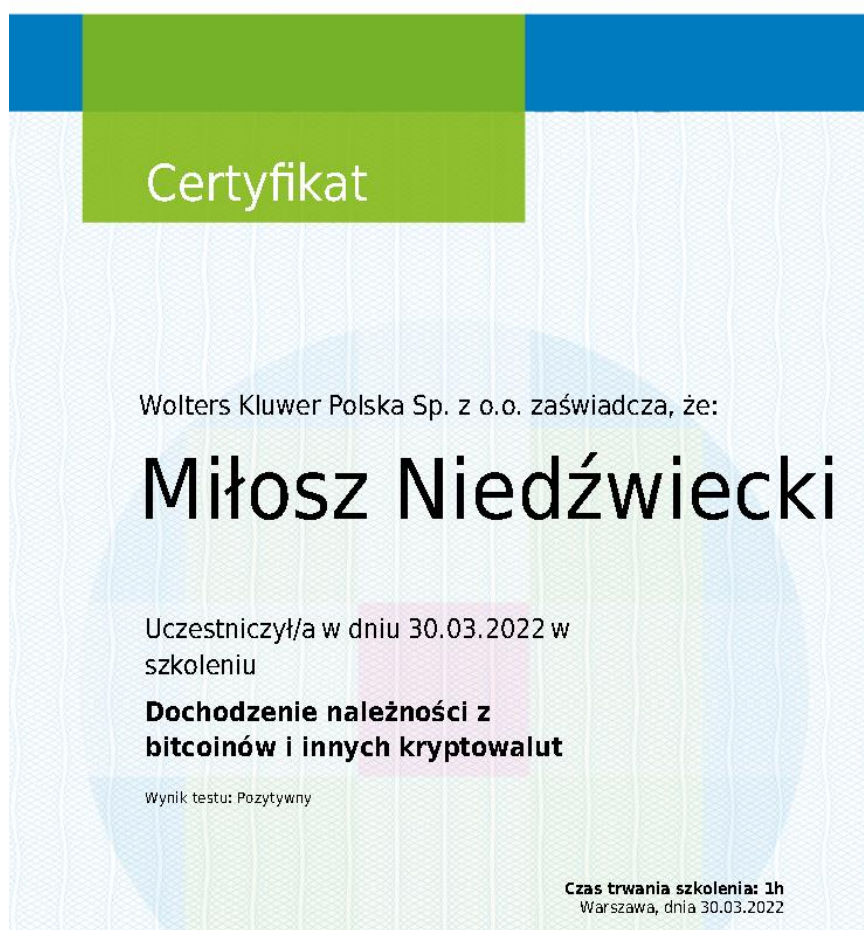 Certyfikat
Wolters Kluwer Polska Sp. z o.o. zaświadcza, że:
Miłosz Niedźwiecki
Uczestniczył/a w dniu 30.03.2022 w
szkoleniu
Dochodzenie należności z
bitcoinów i innych kryptowalut
Wynik testu: Pozytywny
Czas trwania szkolenia: 1h
Warszawa, dnia 30.03.2022